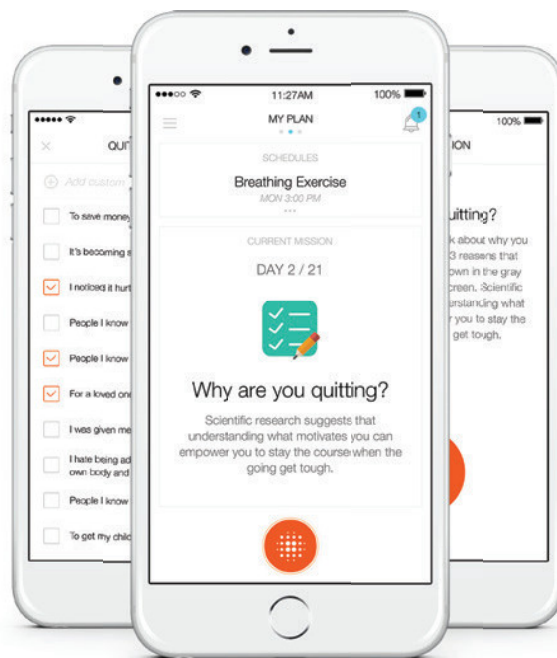 11:27AM
100%
MY PLAN
1
SCHEDULES
Breathing Exercise
MON 3:00 PM
CURRENT MISSION
DAY 2 / 21
Why are you quitting?
Scientific research suggests that
understanding what motivates you can
empower you to stay the course when the
going get tough.
QUI
Add custom
To save money
It's becoming
I noticed it hurt
People I know
People I know
For a loved one
I was given me
I hate being ad
own body and
People I know
To get my child
100%
ION
uitting?
k about why you
3 reasons that
own in the gray
creen. Scientific
erstanding what
r you to stay the
get tough.